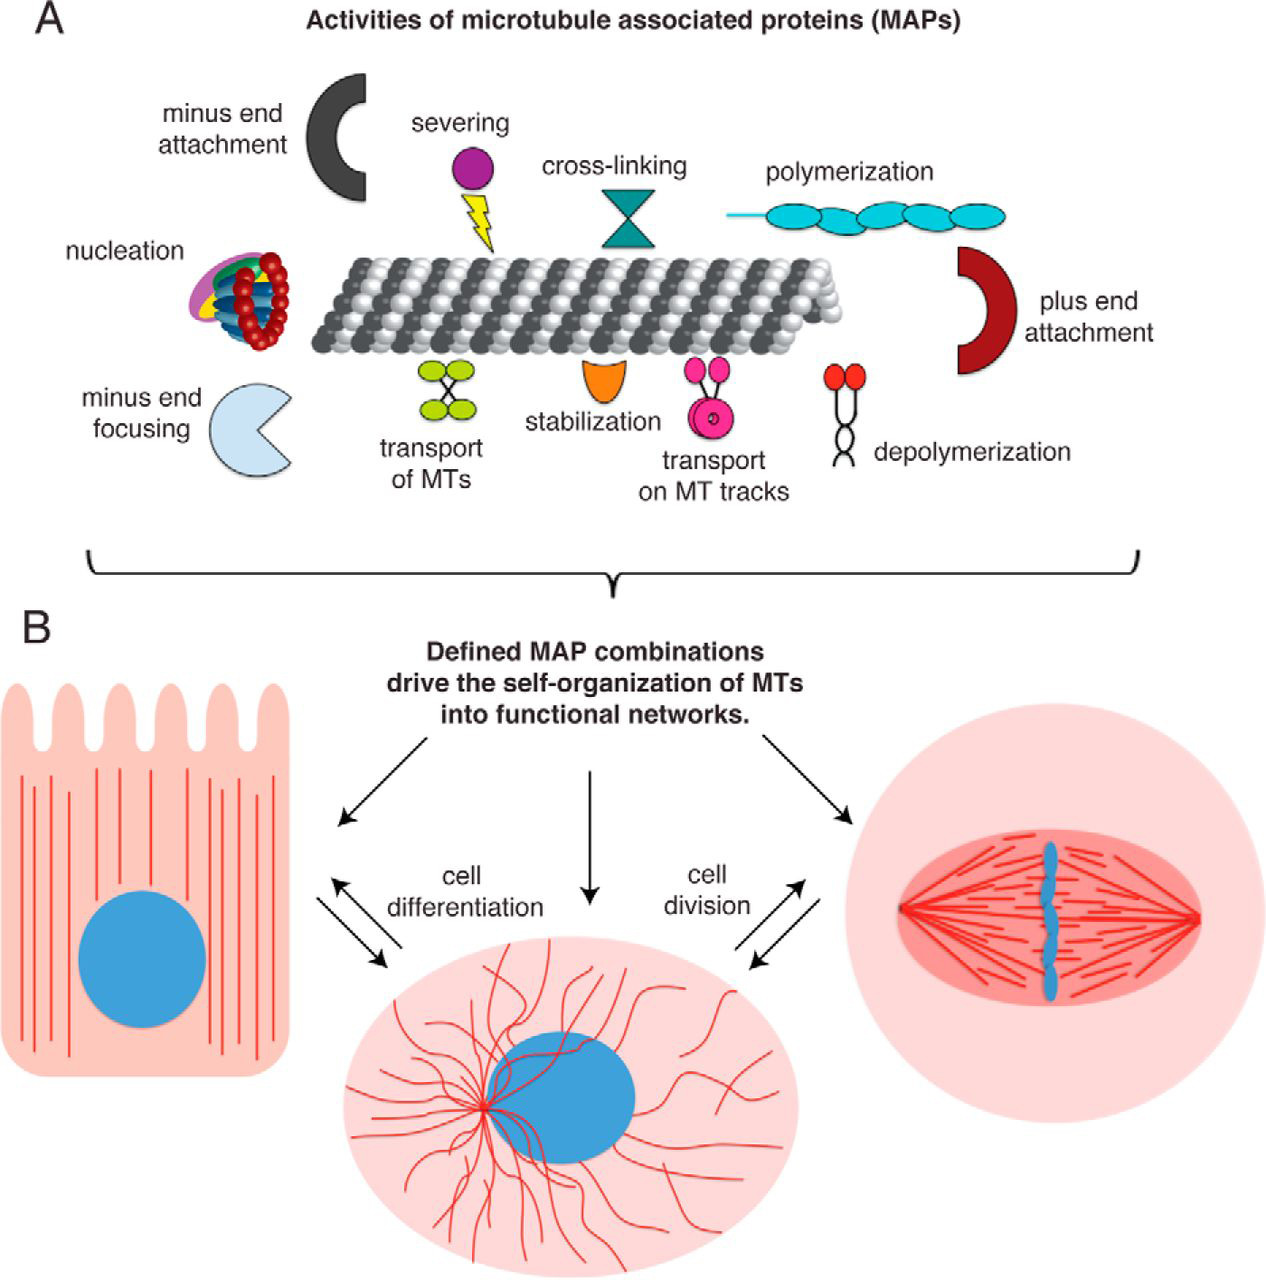 A
Activities of microtubule associated proteins (MAPs)
minus end
attachment
severing
cross-linking
polymerization
nucleation
plus end
attachment
minus end
focusing
transport
of MTs
stabilization
transport
on MT tracks
depolymerization
B
Defined MAP combinations
drive the self-organization of MTs
into functional networks.
cell
differentiation
cell
division